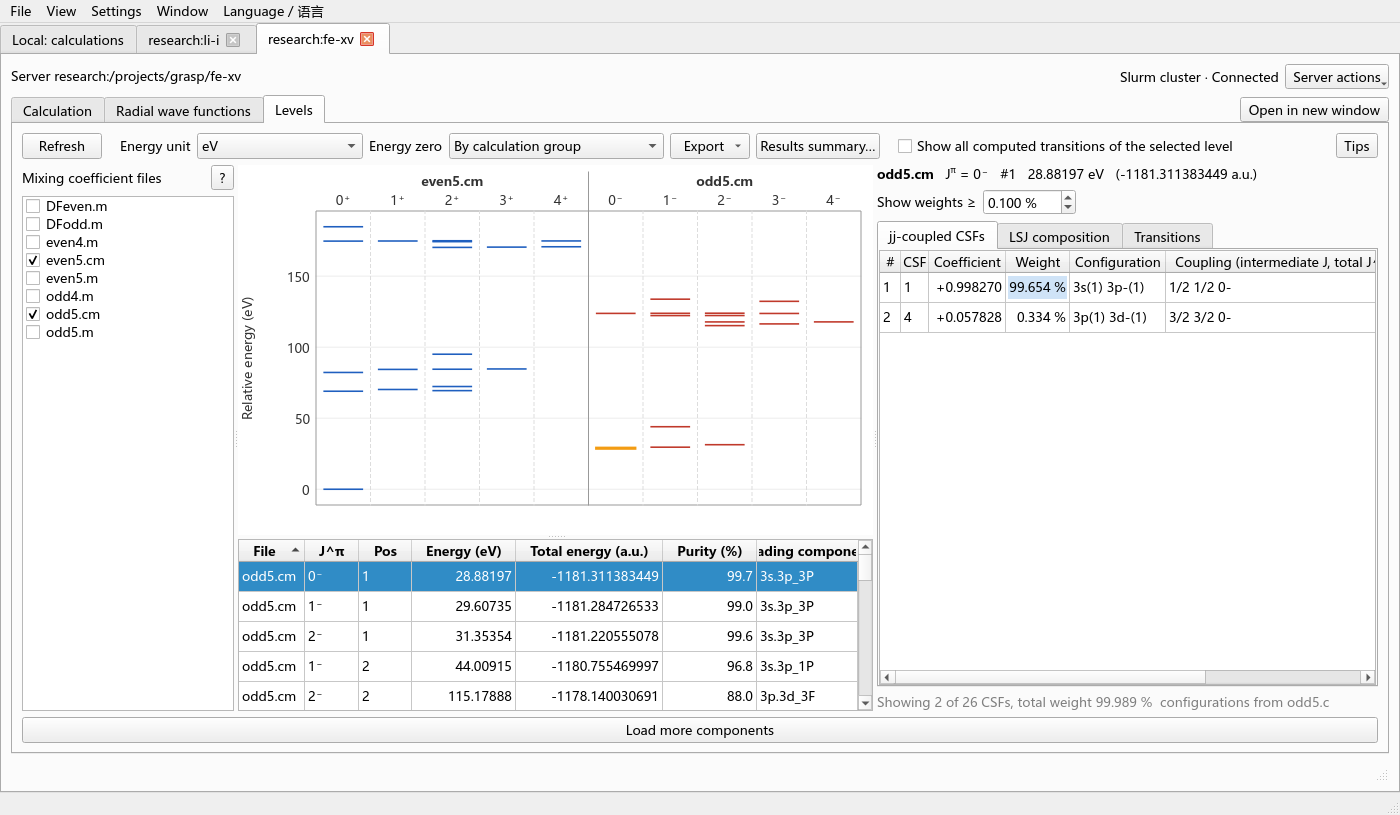 File View Settings Window Language / 语言
Local: calculations research:li-i research:fe-xv
Server research:/projects/grasp/fe-xv Slurm cluster · Connected Server actions
Calculation Radial wave functions Levels Open in new window
Refresh Energy unit eV Energy zero By calculation group Export Results summary... Show all computed transitions of the selected level Tips
Mixing coefficient files ?
DFeven.m
DFodd.m
even4.m
even5.cm
even5.m
odd4.m
odd5.cm
odd5.m
even5.cm odd5.cm
0⁺ 1⁺ 2⁺ 3⁺ 4⁺ 0⁻ 1⁻ 2⁻ 3⁻ 4⁻
Relative energy (eV)
150
100
50
0
File J^π Pos Energy (eV) Total energy (a.u.) Purity (%) ading compone
odd5.cm 0⁻ 1 28.88197 -1181.311383449 99.7 3s.3p_3P
odd5.cm 1⁻ 1 29.60735 -1181.284726533 99.0 3s.3p_3P
odd5.cm 2⁻ 1 31.35354 -1181.220555078 99.6 3s.3p_3P
odd5.cm 1⁻ 2 44.00915 -1180.755469997 96.8 3s.3p_1P
odd5.cm 2⁻ 2 115.17888 -1178.140030691 88.0 3p.3d_3F
odd5.cm Jπ = 0⁻ #1 28.88197 eV (-1181.311383449 a.u.)
Show weights ≥ 0.100 %
jj-coupled CSFs LSJ composition Transitions
# CSF Coefficient Weight Configuration Coupling (intermediate J, total J^
1 1 +0.998270 99.654 % 3s(1) 3p-(1) 1/2 1/2 0-
2 4 +0.057828 0.334 % 3p(1) 3d-(1) 3/2 3/2 0-
Showing 2 of 26 CSFs, total weight 99.989 % configurations from odd5.c
Load more components